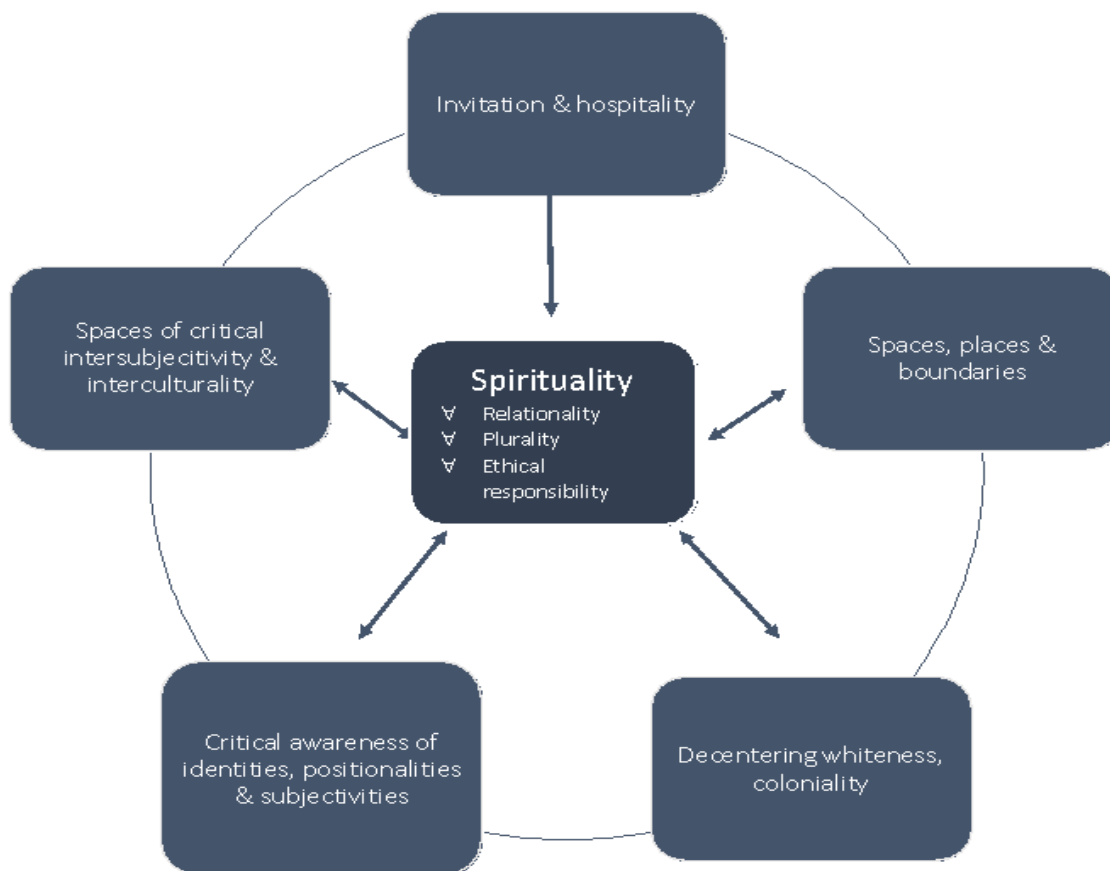 Invitation & hospitality
Spaces of critical
intersubjecitivity &
interculturality
Spaces, places &
boundaries
Spirituality
∀ Relationality
∀ Plurality
∀ Ethical
responsibility
Critical awareness of
identities, positionalities
& subjectivities
Decentering whiteness,
coloniality